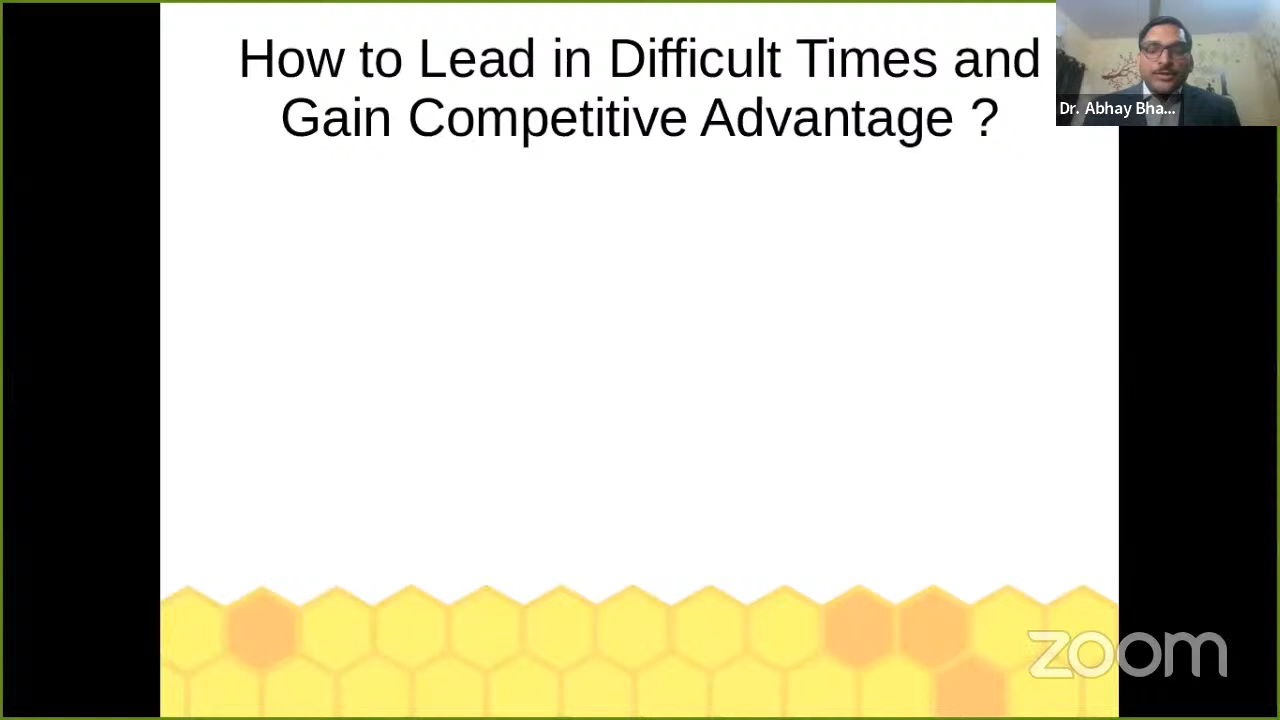 How to Lead in Difficult Times and
Gain Competitive Advantage ?
Dr. Abhay Bha...
zoom